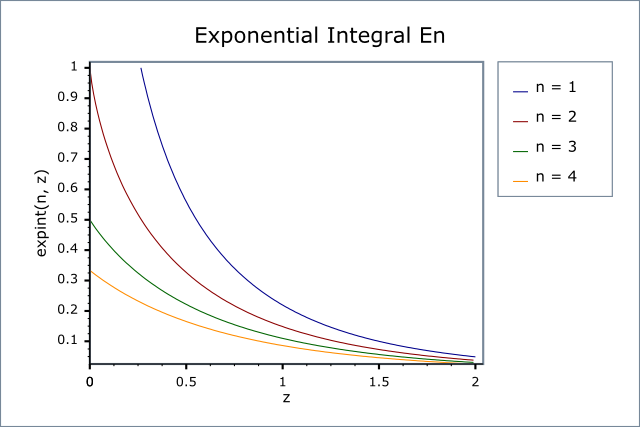 Exponential Integral En
expint(n, z)
1
0.9
0.8
0.7
0.6
0.5
0.4
0.3
0.2
0.1
0 0.5 1 1.5 2
z
n = 1
n = 2
n = 3
n = 4